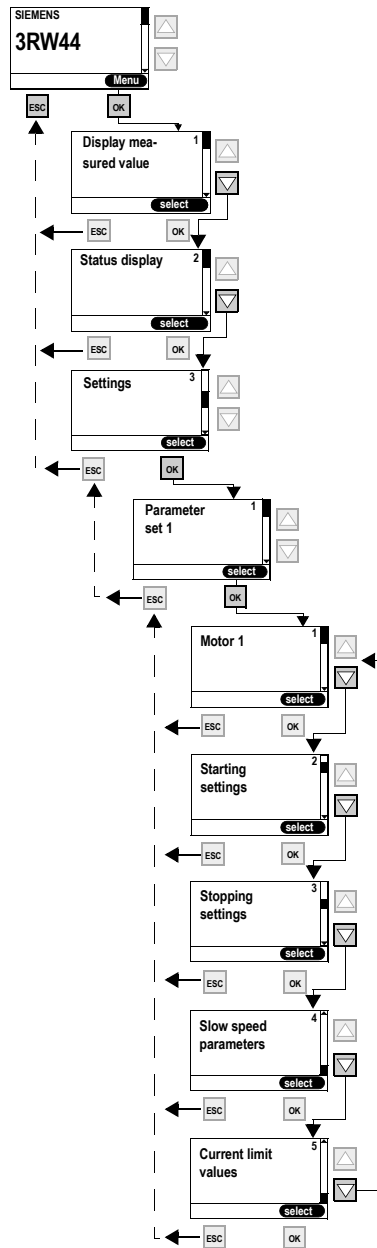 SIEMENS
3RW44
Menu
ESC
OK
Display mea-
sured value
1
select
ESC
OK
Status display
2
select
ESC
OK
Settings
3
select
ESC
OK
Parameter
set 1
1
select
ESC
OK
Motor 1
1
select
ESC
OK
Starting
settings
2
select
ESC
OK
Stopping
settings
3
select
ESC
OK
Slow speed
parameters
4
select
ESC
OK
Current limit
values
5
select
ESC
OK